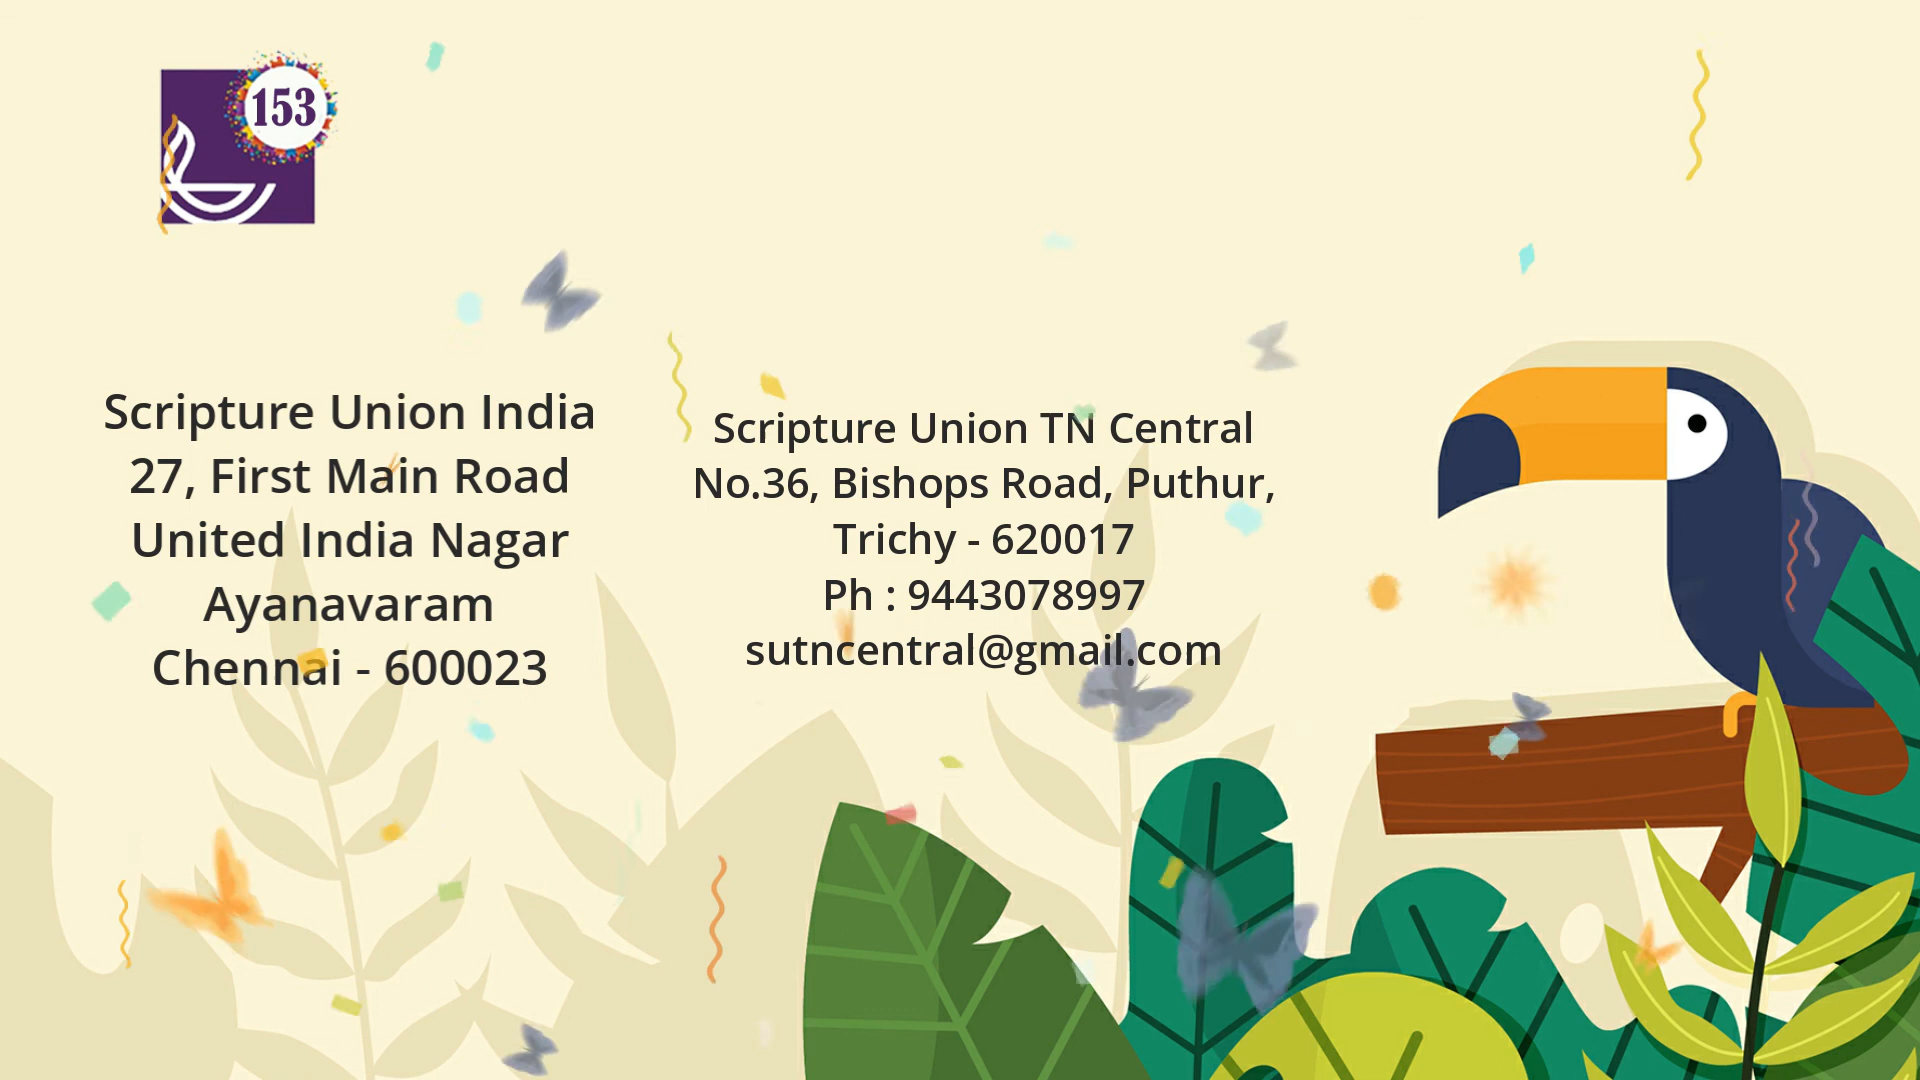 153
Scripture Union India
27, First Main Road
United India Nagar
Ayanavaram
Chennai - 600023
Scripture Union TN Central
No.36, Bishops Road, Puthur,
Trichy - 620017
Ph : 9443078997
sutncentral@gmail.com